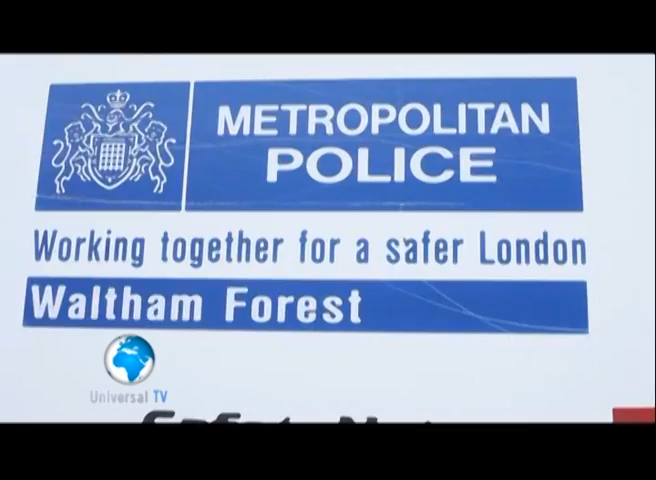 METROPOLITAN
POLICE
Working together for a safer London
Waltham Forest
Universal TV